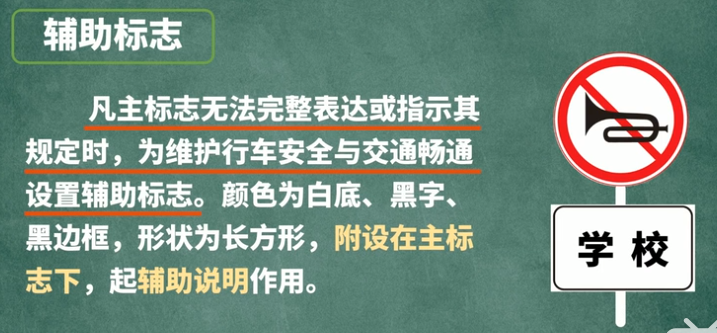 辅助标志
凡主标志无法完整表达或指示其
规定时，为维护行车安全与交通畅通
设置辅助标志。颜色为白底、黑字、
黑边框，形状为长方形，附设在主标
志下，起辅助说明作用。
学校